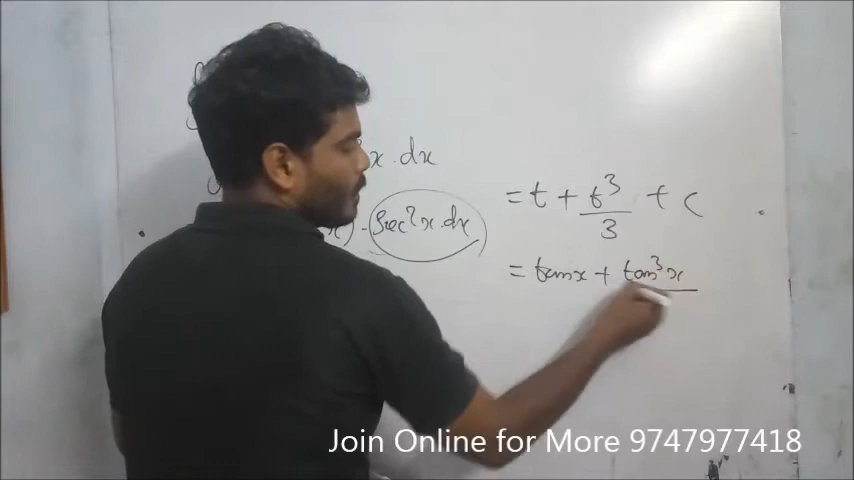 x.dx
x) - sec²x.dx
= t + t³/3 + c
= tanx + tan³x
Join Online for More 9747977418